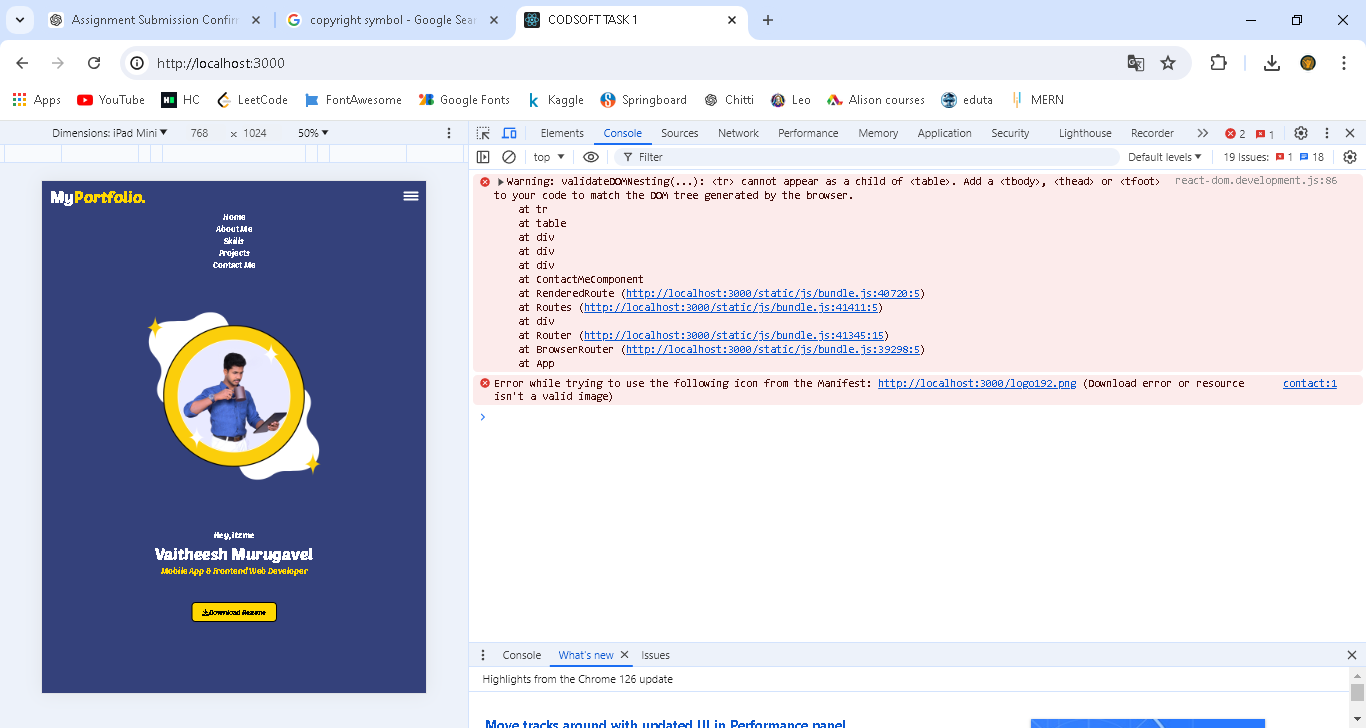 Assignment Submission Confir
copyright symbol - Google Sear
CODSOFT TASK 1
http://localhost:3000
Apps YouTube HC LeetCode FontAwesome Google Fonts Kaggle Springboard Chitti Leo Alison courses eduta MERN
Dimensions: iPad Mini ▼ 768 x 1024 50% ▼
Elements Console Sources Network Performance Memory Application Security Lighthouse Recorder 2 1
top ▼ Filter Default levels ▼ 19 Issues: 1 18
MyPortfolio.
Home
About Me
Skills
Projects
Contact Me
Hey, itz me
Vaitheesh Murugavel
Mobile App & Frontend Web Developer
Download Resume
Warning: validateDOMNesting(...): <tr> cannot appear as a child of <table>. Add a <tbody>, <thead> or <tfoot> react-dom.development.js:86
to your code to match the DOM tree generated by the browser.
at tr
at table
at div
at div
at div
at ContactMeComponent
at RenderedRoute (http://localhost:3000/static/js/bundle.js:40720:5)
at Routes (http://localhost:3000/static/js/bundle.js:41411:5)
at div
at Router (http://localhost:3000/static/js/bundle.js:41345:15)
at BrowserRouter (http://localhost:3000/static/js/bundle.js:39298:5)
at App
Error while trying to use the following icon from the Manifest: http://localhost:3000/logo192.png (Download error or resource contact:1
isn't a valid image)
Console What's new Issues
Highlights from the Chrome 126 update
Move tracks around with updated UI in Performance panel